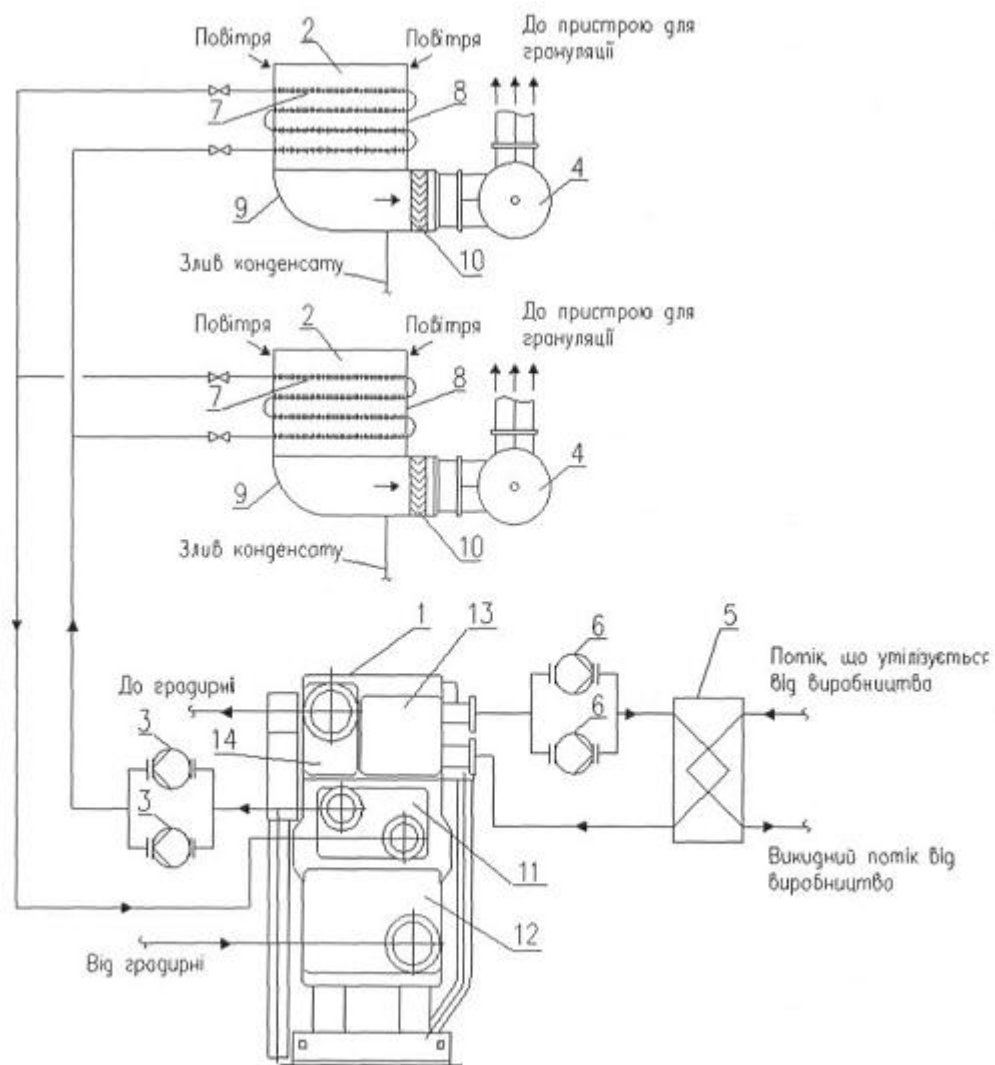 До пристрою для
грануляції
Повітря
2
Повітря
7
8
4
9
10
Злив конденсату
До пристрою для
грануляції
Повітря
2
Повітря
7
8
4
9
10
Злив конденсату
1
13
6
5
До градирні
Потік, що утилізується
від виробництва
3
14
6
3
11
Викидний потік від
виробництво
12
Від градирні